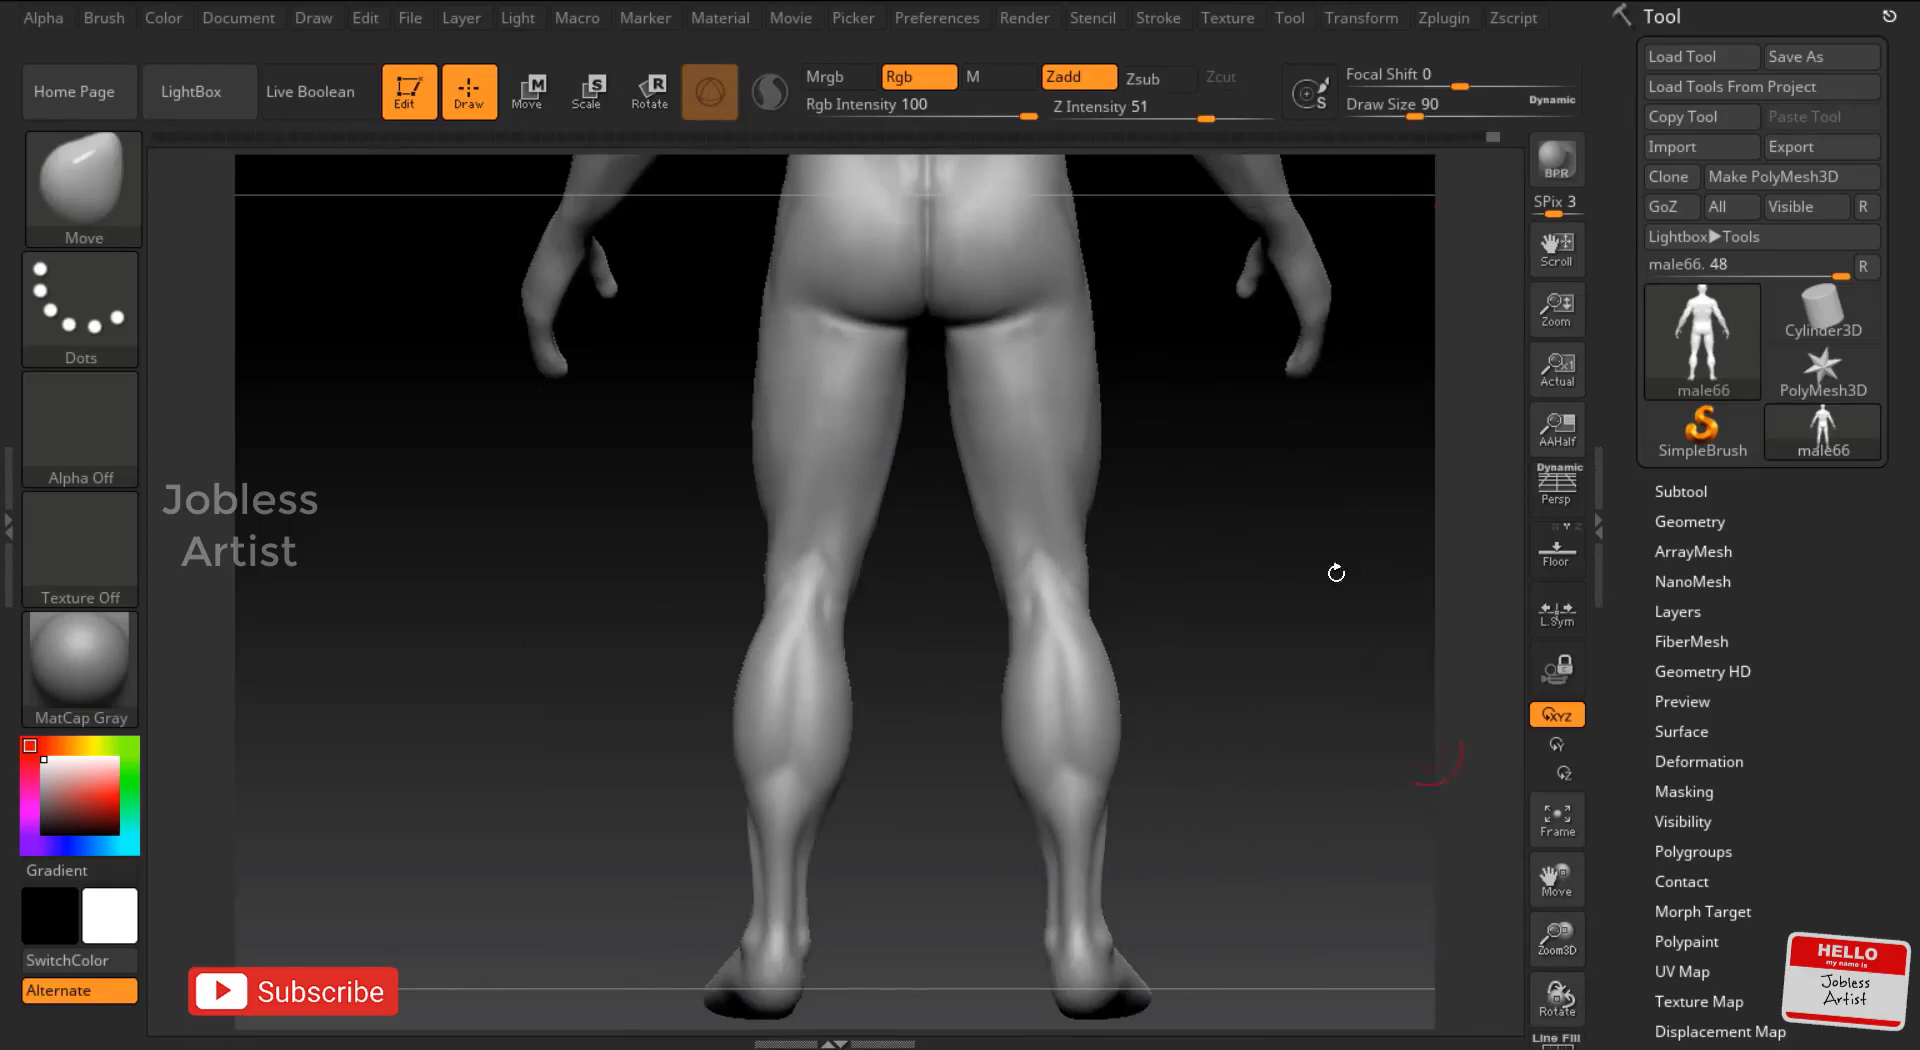 Alpha Brush Color Document Draw Edit File Layer Light Macro Marker Material Movie Picker Preferences Render Stencil Stroke Texture Tool Transform Zplugin Zscript
Home Page
LightBox
Live Boolean
Edit
Draw
Move
Scale
Rotate
Mrgb
Rgb
M
Rgb Intensity 100
Zadd
Zsub
Zcut
Z Intensity 51
S
Focal Shift 0
Draw Size 90
Dynamic
Move
Dots
Alpha Off
Texture Off
MatCap Gray
Gradient
SwitchColor
Alternate
Jobless
Artist
Subscribe
BPR
SPix 3
Scroll
Zoom
Actual
AAHalf
Dynamic
Persp
Floor
L.Sym
XYZ
Y
Z
Frame
Move
Zoom3D
Rotate
Line Fill
Tool
Load Tool
Save As
Load Tools From Project
Copy Tool
Paste Tool
Import
Export
Clone
Make PolyMesh3D
GoZ
All
Visible
R
Lightbox▶Tools
male66. 48
R
male66
Cylinder3D
PolyMesh3D
SimpleBrush
male66
Subtool
Geometry
ArrayMesh
NanoMesh
Layers
FiberMesh
Geometry HD
Preview
Surface
Deformation
Masking
Visibility
Polygroups
Contact
Morph Target
Polypaint
UV Map
Texture Map
Displacement Map
HELLO
my name is
Jobless
Artist